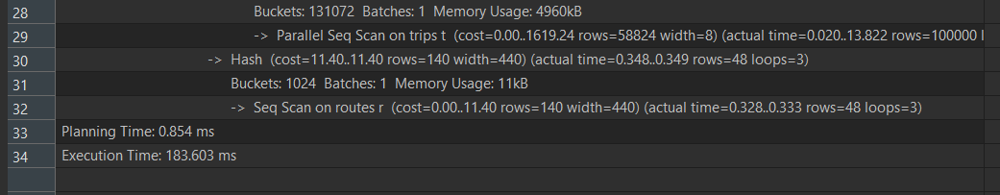 28 Buckets: 131072 Batches: 1 Memory Usage: 4960kB
29 -> Parallel Seq Scan on trips t (cost=0.00..1619.24 rows=58824 width=8) (actual time=0.020..13.822 rows=100000 l
30 -> Hash (cost=11.40..11.40 rows=140 width=440) (actual time=0.348..0.349 rows=48 loops=3)
31 Buckets: 1024 Batches: 1 Memory Usage: 11kB
32 -> Seq Scan on routes r (cost=0.00..11.40 rows=140 width=440) (actual time=0.328..0.333 rows=48 loops=3)
33 Planning Time: 0.854 ms
34 Execution Time: 183.603 ms